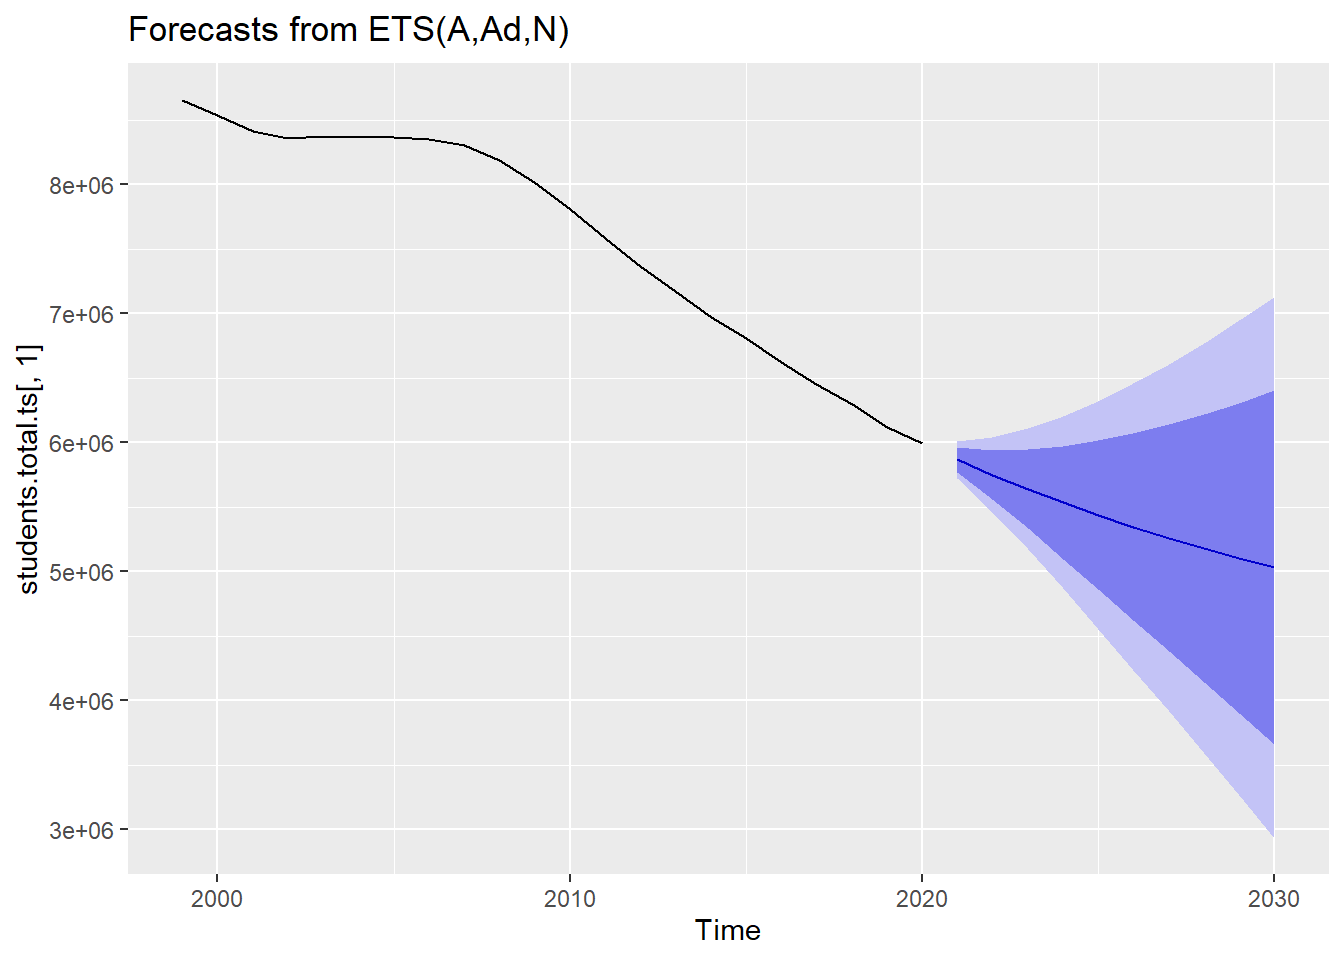 Forecasts from ETS(A,Ad,N)
students.total.ts[, 1]
8e+06
7e+06
6e+06
5e+06
4e+06
3e+06
2000
2010
2020
2030
Time